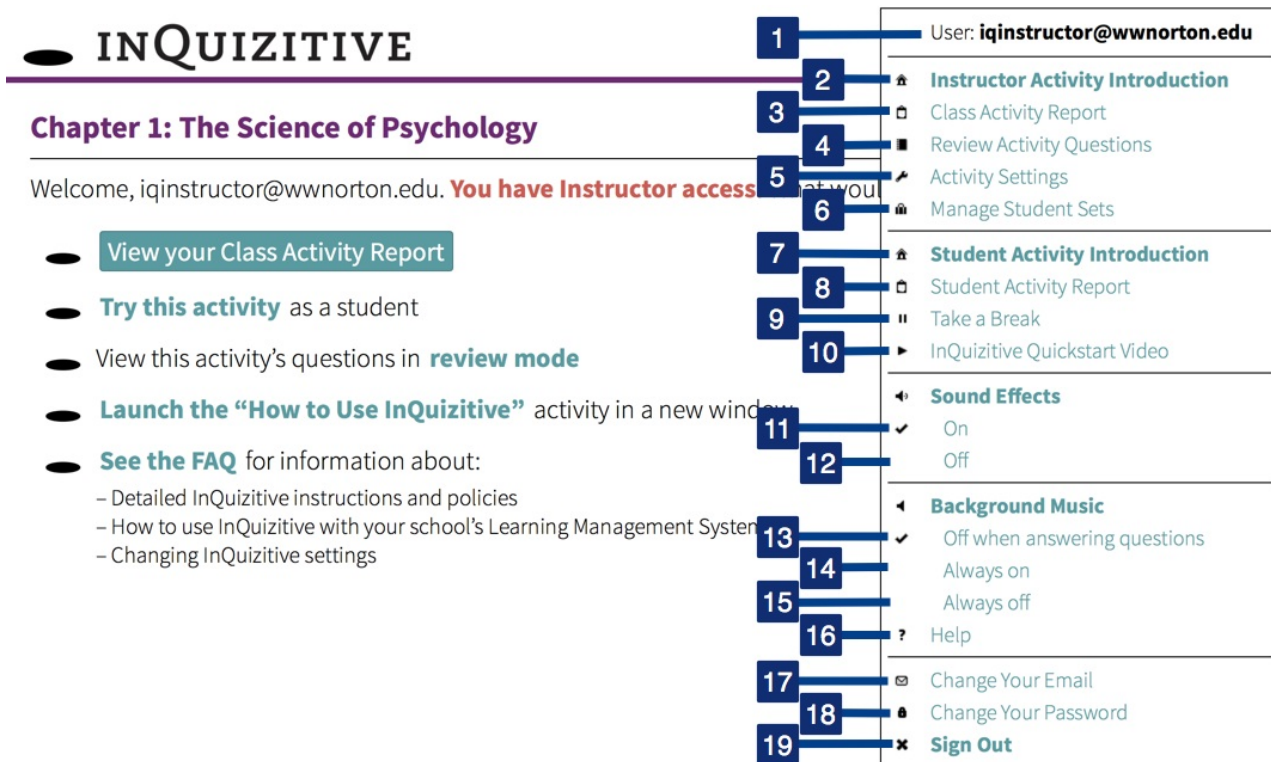 INQUIZITIVE
Chapter 1: The Science of Psychology
Welcome, iqinstructor@wwnorton.edu. You have Instructor access
View your Class Activity Report
Try this activity as a student
View this activity's questions in review mode
Launch the “How to Use InQuizitive” activity in a new window
See the FAQ for information about:
– Detailed InQuizitive instructions and policies
– How to use InQuizitive with your school's Learning Management System
– Changing InQuizitive settings
1 User: iqinstructor@wwnorton.edu
2 Instructor Activity Introduction
3 Class Activity Report
4 Review Activity Questions
5 Activity Settings
6 Manage Student Sets
7 Student Activity Introduction
8 Student Activity Report
9 Take a Break
10 InQuizitive Quickstart Video
Sound Effects
11 On
12 Off
Background Music
13 Off when answering questions
14 Always on
15 Always off
16 ? Help
17 Change Your Email
18 Change Your Password
19 Sign Out